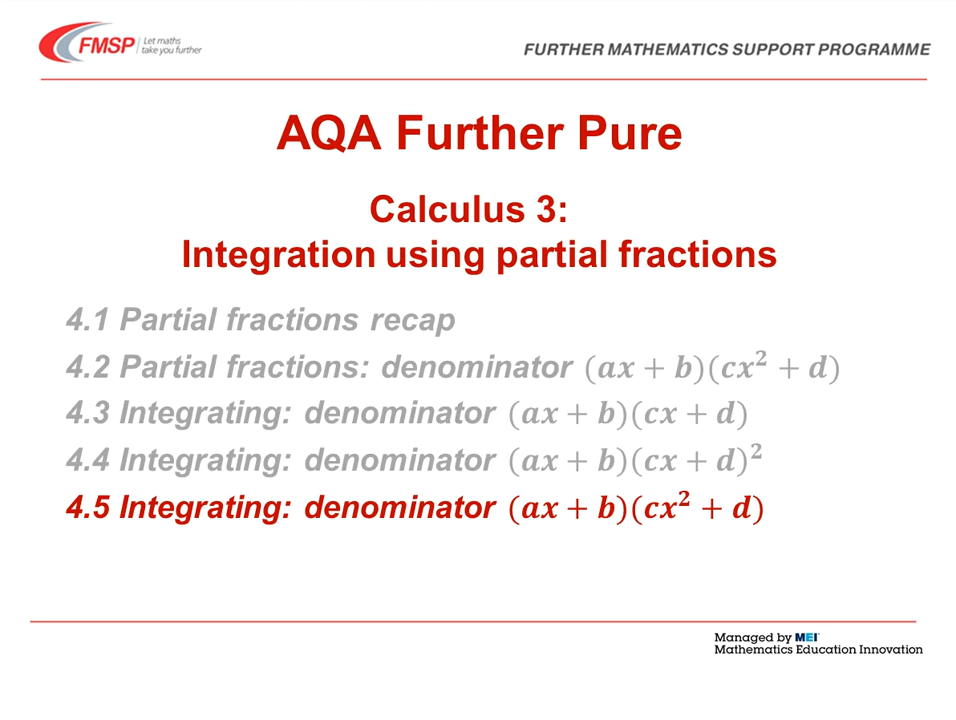 FMSP
Let maths
take you further
FURTHER MATHEMATICS SUPPORT PROGRAMME
AQA Further Pure
Calculus 3:
Integration using partial fractions
4.1 Partial fractions recap
4.2 Partial fractions: denominator (ax + b)(cx² + d)
4.3 Integrating: denominator (ax + b)(cx + d)
4.4 Integrating: denominator (ax + b)(cx + d)²
4.5 Integrating: denominator (ax + b)(cx² + d)
Managed by MEI
Mathematics Education Innovation